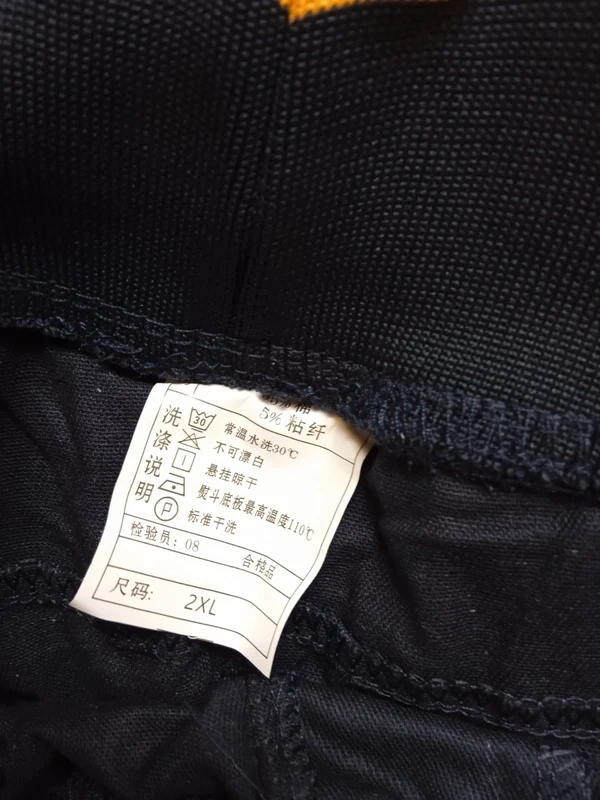 5%粘纤
洗涤说明
30 常温水洗30℃
不可漂白
悬挂晾干
熨斗底板最高温度110℃
P 标准干洗
检验员: 08 合格品
尺码: 2XL